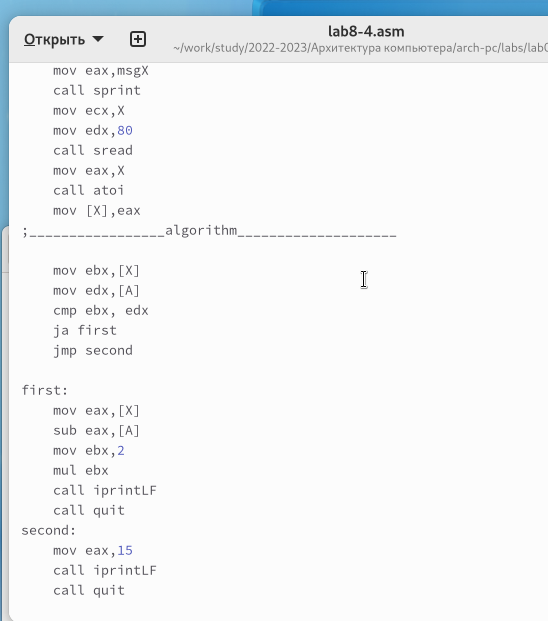 Открыть
lab8-4.asm
~/work/study/2022-2023/Архитектура компьютера/arch-pc/labs/lab0
mov eax,msgX
call sprint
mov ecx,X
mov edx,80
call sread
mov eax,X
call atoi
mov [X],eax
;_________________algorithm____________________
mov ebx,[X]
mov edx,[A]
cmp ebx, edx
ja first
jmp second
first:
mov eax,[X]
sub eax,[A]
mov ebx,2
mul ebx
call iprintLF
call quit
second:
mov eax,15
call iprintLF
call quit